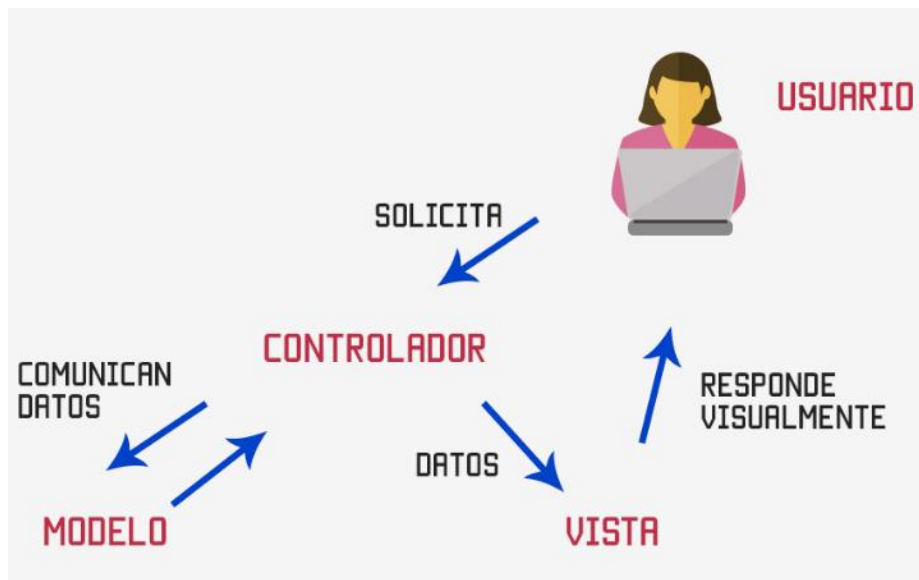 USUARIO
SOLICITA
CONTROLADOR
COMUNICAN
DATOS
RESPONDE
VISUALMENTE
DATOS
MODELO
VISTA